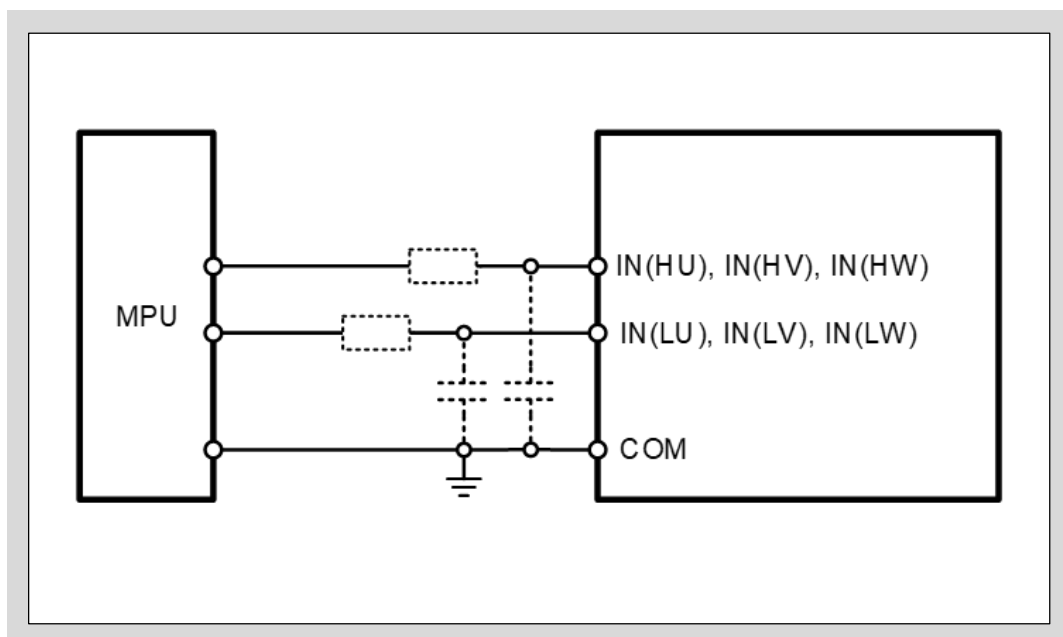 MPU
IN(HU), IN(HV), IN(HW)
IN(LU), IN(LV), IN(LW)
COM